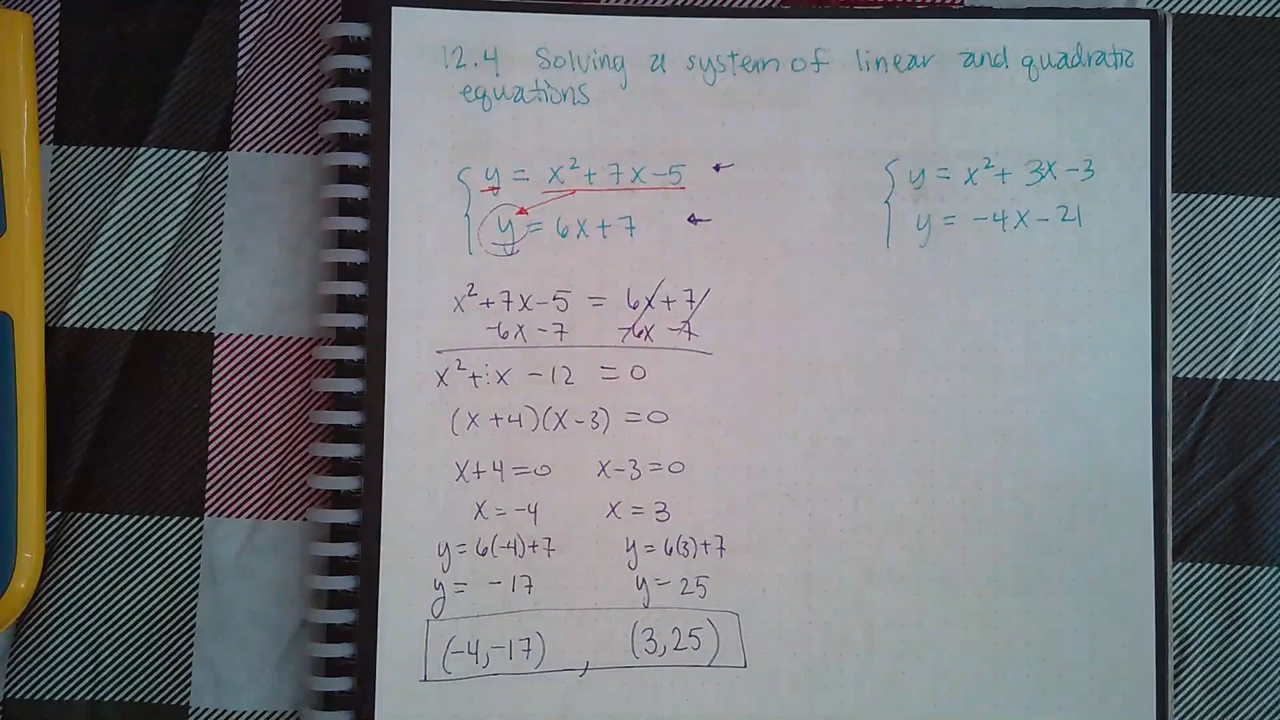 12.4 Solving a system of linear and quadratic
equations
y = x²+7x-5
y = 6x+7
x²+7x-5 = 6x+7
-6x-7 -6x-7
x²+ x -12 = 0
(x+4)(x-3)=0
x+4=0 x-3=0
x=-4 x=3
y=6(-4)+7 y=6(3)+7
y= -17 y=25
(-4,-17) , (3,25)
y = x²+3x-3
y = -4x-21